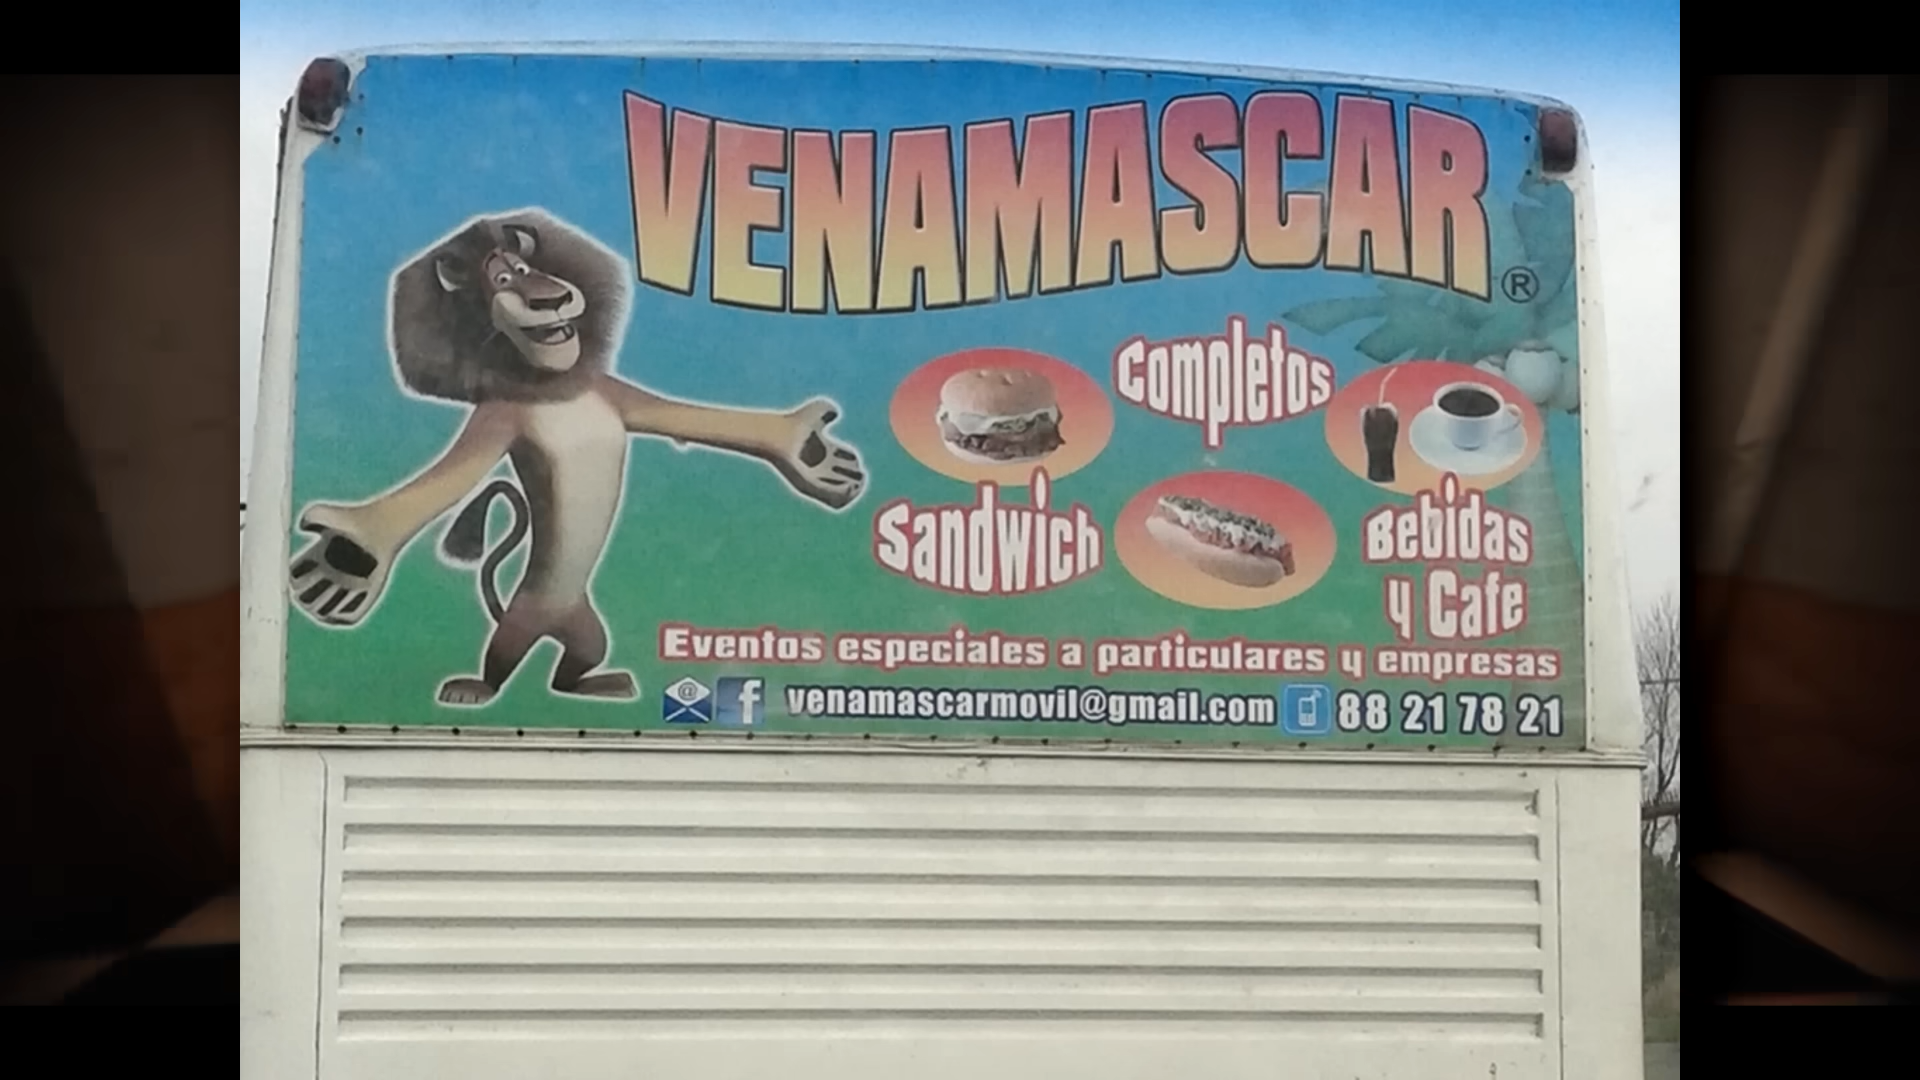 VENAMASCAR
®
Completos
Sandwich
Bebidas
y Cafe
Eventos especiales a particulares y empresas
@ f venamascarmovil@gmail.com 88 21 78 21